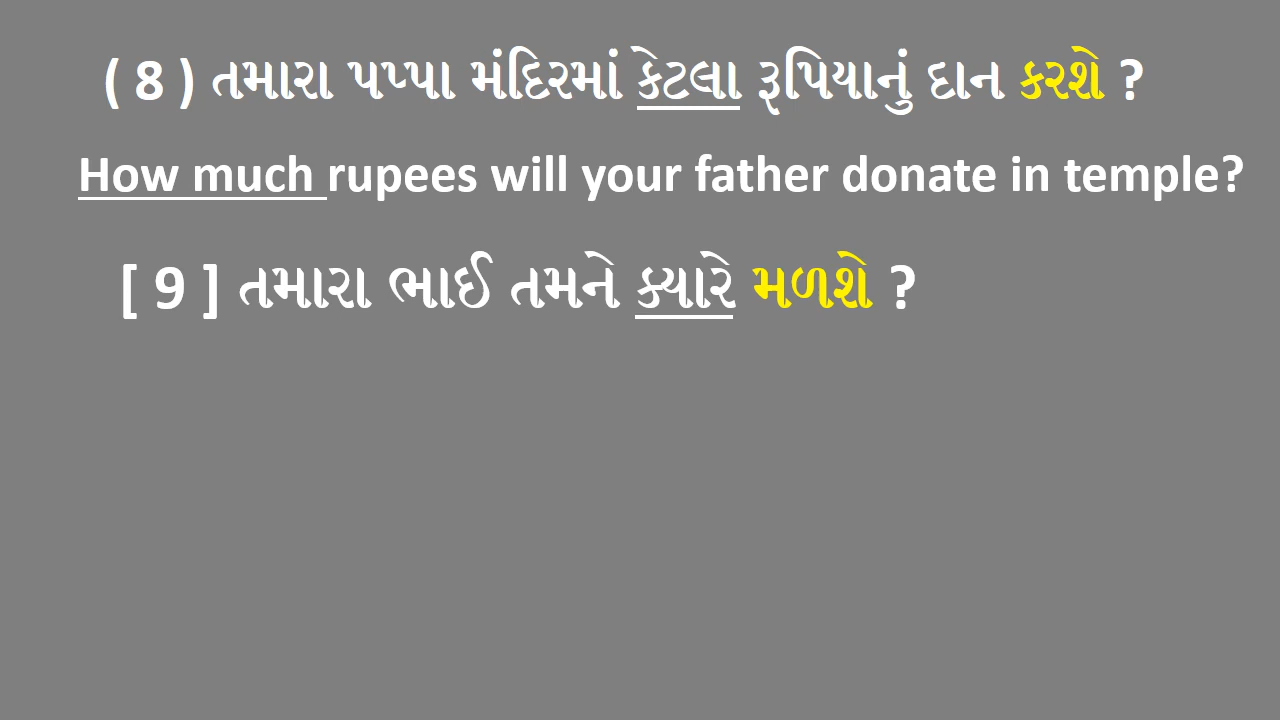 ( 8 ) તમારા પપ્પા મંદિરમાં કેટલા રૂપિયાનું દાન કરશે ?
How much rupees will your father donate in temple?
[ 9 ] તમારા ભાઈ તમને ક્યારે મળશે ?